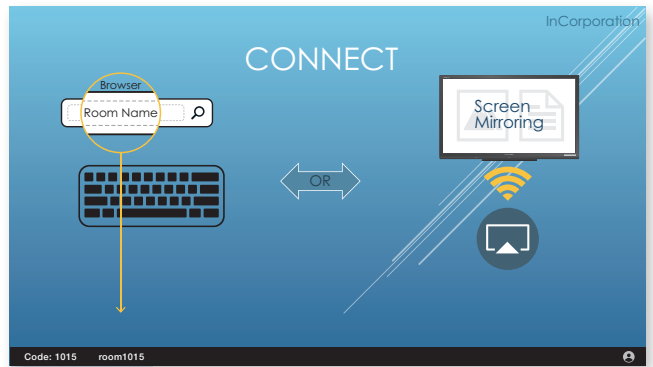 InCorporation
CONNECT
Browser
Room Name
OR
Screen
Mirroring
Code: 1015 room1015